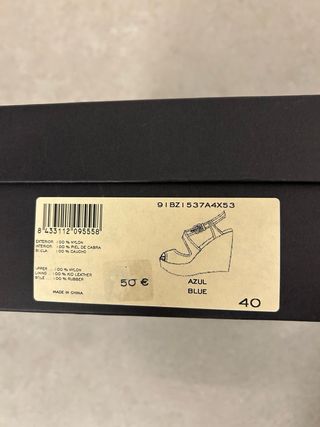 91BZ1537A4X53
8 433112 095558
EXTERIOR: 100 % NYLON
INTERIOR: 100 % PIEL DE CABRA
SUELA: 100 % CAUCHO
UPPER: 100 % NYLON
LINING: 100 % KID LEATHER
SOLE: 100 % RUBBER
MADE IN CHINA
50 €
AZUL
BLUE
40